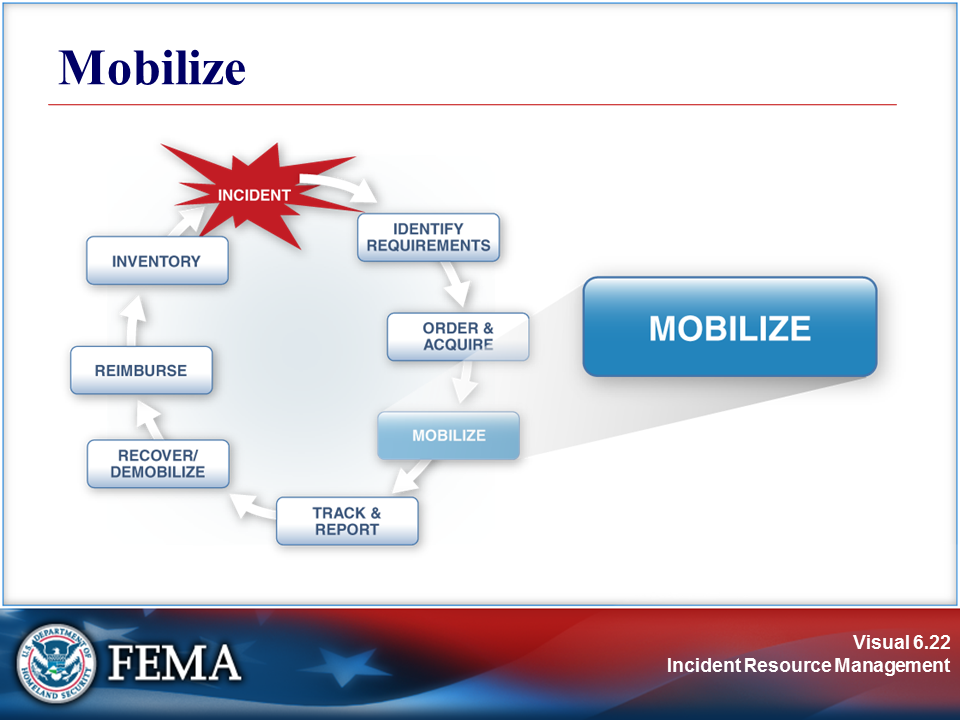 Mobilize
INCIDENT
IDENTIFY
REQUIREMENTS
ORDER &
ACQUIRE
MOBILIZE
TRACK &
REPORT
RECOVER/
DEMOBILIZE
REIMBURSE
INVENTORY
MOBILIZE
U.S. DEPARTMENT OF
HOMELAND SECURITY
FEMA
Visual 6.22
Incident Resource Management